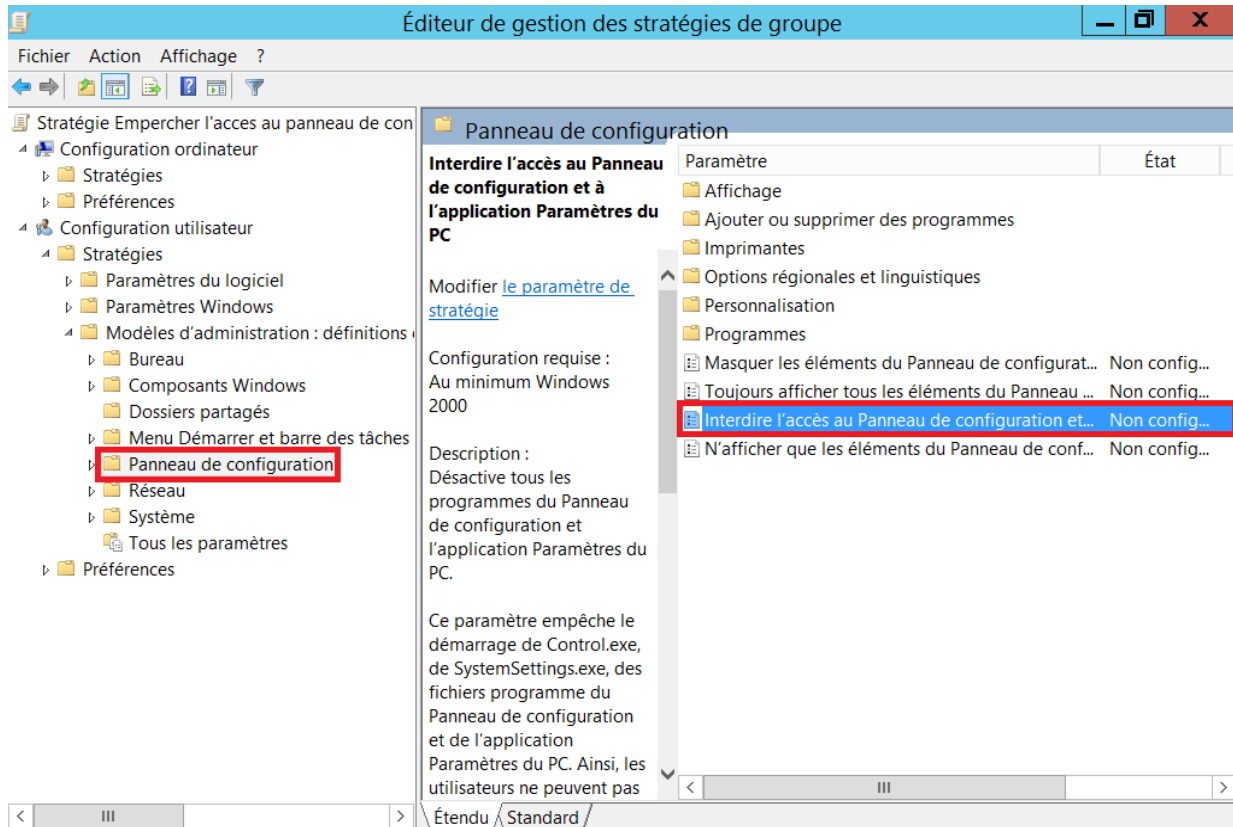 Éditeur de gestion des stratégies de groupe
Fichier Action Affichage ?
Stratégie Empercher l'acces au panneau de con
Configuration ordinateur
Stratégies
Préférences
Configuration utilisateur
Stratégies
Paramètres du logiciel
Paramètres Windows
Modèles d'administration : définitions
Bureau
Composants Windows
Dossiers partagés
Menu Démarrer et barre des tâches
Panneau de configuration
Réseau
Système
Tous les paramètres
Préférences
Panneau de configuration
Interdire l'accès au Panneau
de configuration et à
l'application Paramètres du
PC
Modifier le paramètre de
stratégie
Configuration requise :
Au minimum Windows
2000
Description :
Désactive tous les
programmes du Panneau
de configuration et
l'application Paramètres du
PC.
Ce paramètre empêche le
démarrage de Control.exe,
de SystemSettings.exe, des
fichiers programme du
Panneau de configuration
et de l'application
Paramètres du PC. Ainsi, les
utilisateurs ne peuvent pas
Paramètre État
Affichage
Ajouter ou supprimer des programmes
Imprimantes
Options régionales et linguistiques
Personnalisation
Programmes
Masquer les éléments du Panneau de configurat... Non config...
Toujours afficher tous les éléments du Panneau ... Non config...
Interdire l'accès au Panneau de configuration et... Non config...
N'afficher que les éléments du Panneau de conf... Non config...
Étendu Standard